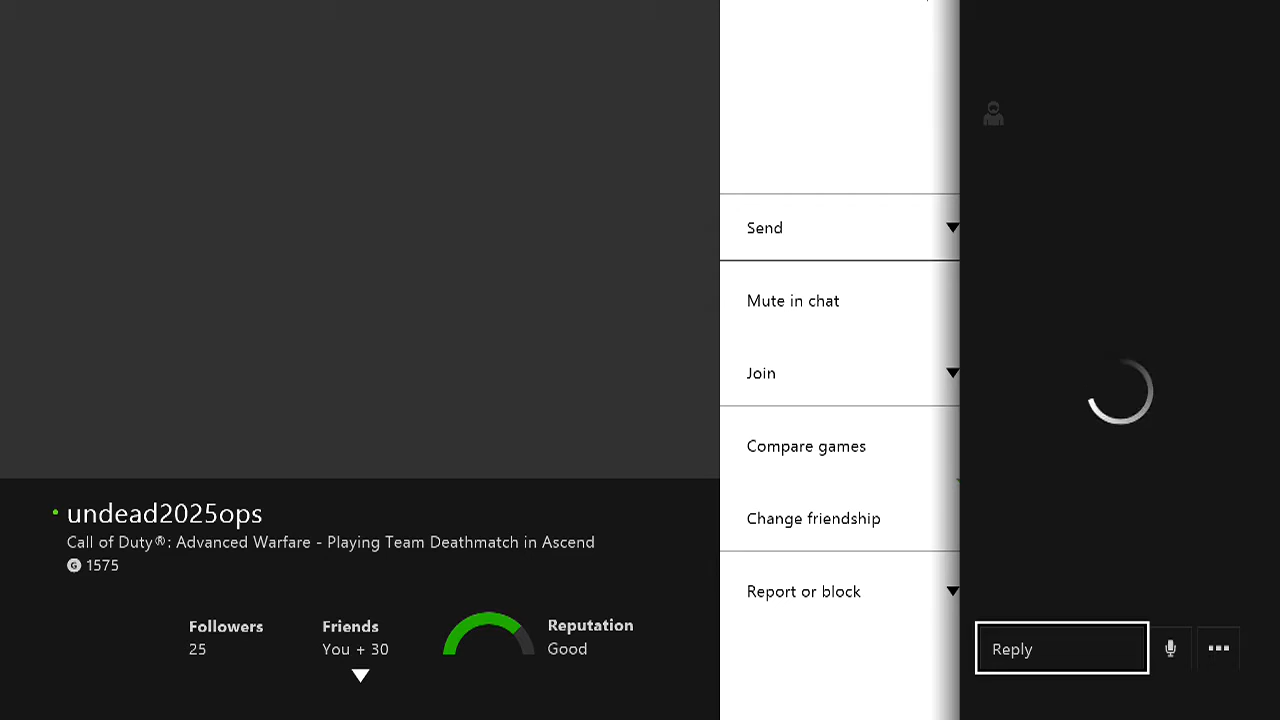 Send
Mute in chat
Join
Compare games
Change friendship
Report or block
undead2025ops
Call of Duty®: Advanced Warfare - Playing Team Deathmatch in Ascend
G 1575
Followers
25
Friends
You + 30
Reputation
Good
Reply